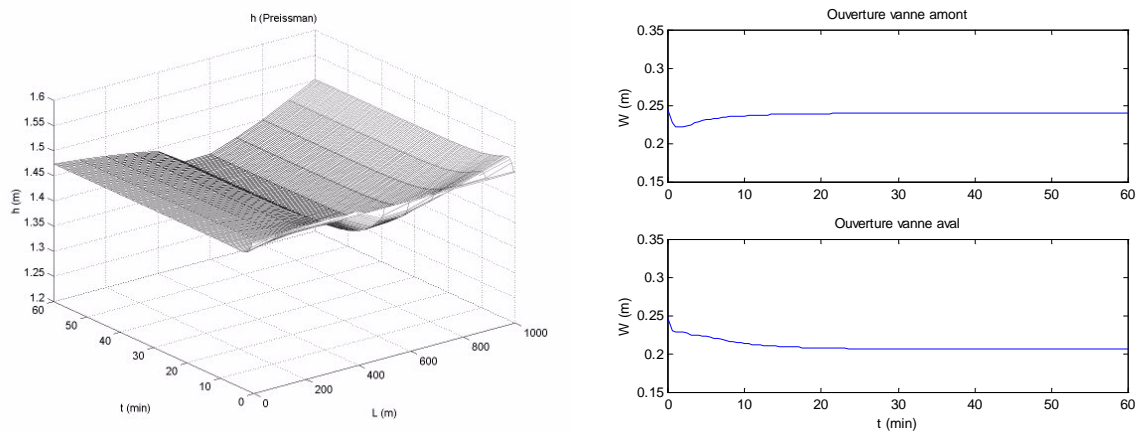 h (Preissman)
1.6
1.55
1.5
1.45
1.4
1.35
1.3
1.25
1.2
h (m)
60
50
40
30
20
10
0
t (min)
0
200
400
600
800
1000
L (m)
Ouverture vanne amont
0.35
0.3
0.25
0.2
0.15
W (m)
0 10 20 30 40 50 60
Ouverture vanne aval
0.35
0.3
0.25
0.2
0.15
W (m)
0 10 20 30 40 50 60
t (min)